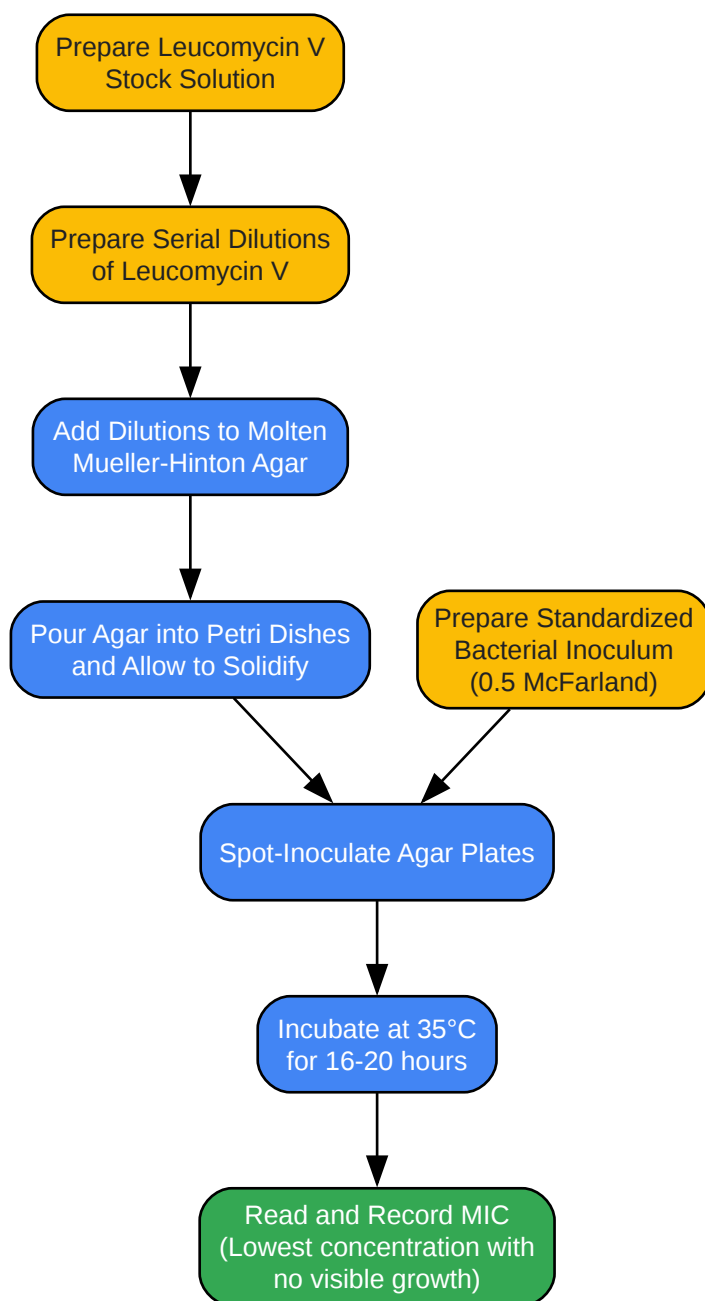 Prepare Leucomycin V
Stock Solution
Prepare Serial Dilutions
of Leucomycin V
Add Dilutions to Molten
Mueller-Hinton Agar
Pour Agar into Petri Dishes
and Allow to Solidify
Prepare Standardized
Bacterial Inoculum
(0.5 McFarland)
Spot-Inoculate Agar Plates
Incubate at 35°C
for 16-20 hours
Read and Record MIC
(Lowest concentration with
no visible growth)